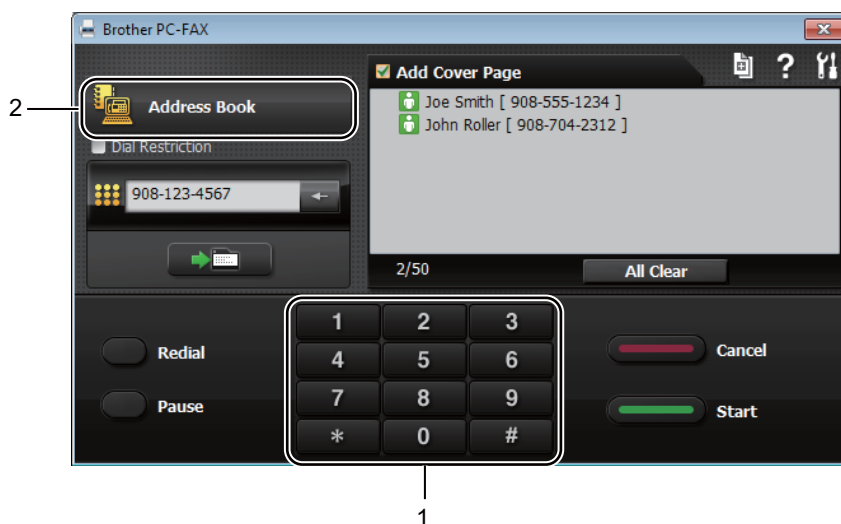 Brother PC-FAX
Add Cover Page
?
2
Address Book
Joe Smith [ 908-555-1234 ]
John Roller [ 908-704-2312 ]
Dial Restriction
908-123-4567
2/50
All Clear
1 2 3
Redial
4 5 6
Cancel
Pause
7 8 9
Start
* 0 #
1